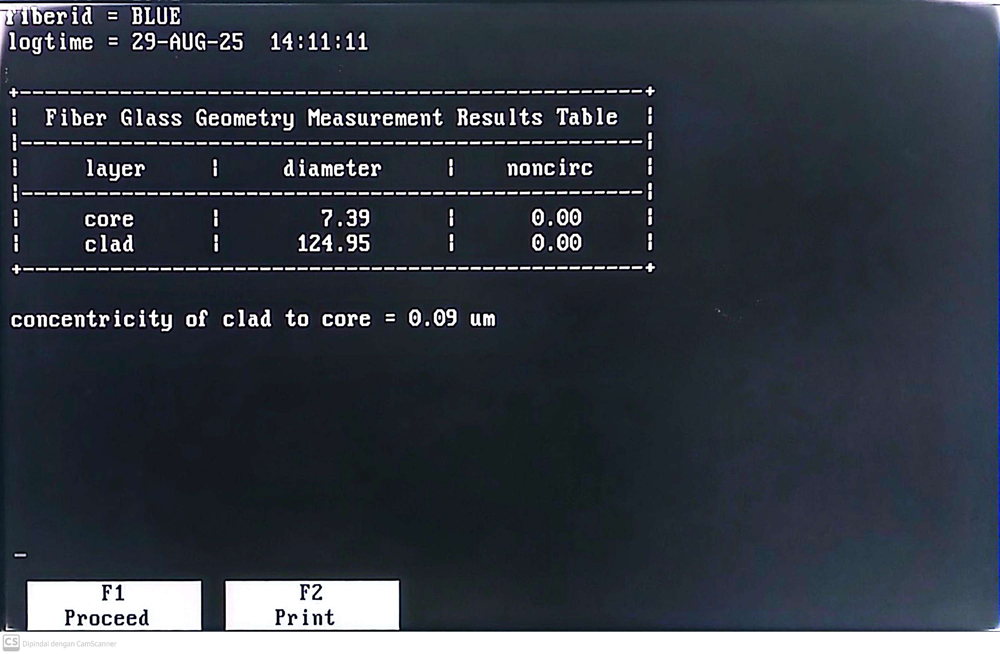 fiberid = BLUE
logtime = 29-AUG-25  14:11:11
+---------------------------------------------------+
|  Fiber Glass Geometry Measurement Results Table  |
|---------------------------------------------------|
| layer | diameter | noncirc |
|---------------------------------------------------|
| core | 7.39 | 0.00 |
| clad | 124.95 | 0.00 |
+---------------------------------------------------+
concentricity of clad to core = 0.09 um
_
F1 F2
Proceed Print
CS Dipindai dengan CamScanner